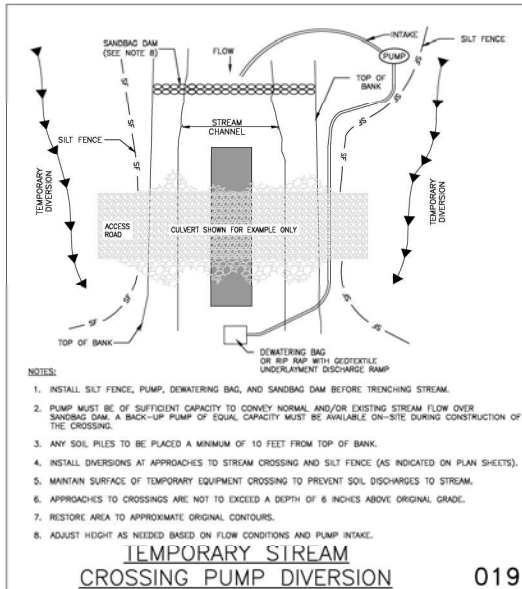 SANDBAG DAM
(SEE NOTE 8)
FLOW
INTAKE
SILT FENCE
PUMP
TOP OF
BANK
STREAM
CHANNEL
SILT FENCE
SF
SF
SF
SF
SF
SF
SF
SF
TEMPORARY
DIVERSION
TEMPORARY
DIVERSION
ACCESS
ROAD
CULVERT SHOWN FOR EXAMPLE ONLY
TOP OF BANK
DEWATERING BAG
OR RIP RAP WITH GEOTEXTILE
UNDERLAYMENT DISCHARGE RAMP
NOTES:
1. INSTALL SILT FENCE, PUMP, DEWATERING BAG, AND SANDBAG DAM BEFORE TRENCHING STREAM.
2. PUMP MUST BE OF SUFFICIENT CAPACITY TO CONVEY NORMAL AND/OR EXISTING STREAM FLOW OVER
SANDBAG DAM. A BACK-UP PUMP OF EQUAL CAPACITY MUST BE AVAILABLE ON-SITE DURING CONSTRUCTION OF
THE CROSSING.
3. ANY SOIL PILES TO BE PLACED A MINIMUM OF 10 FEET FROM TOP OF BANK.
4. INSTALL DIVERSIONS AT APPROACHES TO STREAM CROSSING AND SILT FENCE (AS INDICATED ON PLAN SHEETS).
5. MAINTAIN SURFACE OF TEMPORARY EQUIPMENT CROSSING TO PREVENT SOIL DISCHARGES TO STREAM.
6. APPROACHES TO CROSSINGS ARE NOT TO EXCEED A DEPTH OF 6 INCHES ABOVE ORIGINAL GRADE.
7. RESTORE AREA TO APPROXIMATE ORIGINAL CONTOURS.
8. ADJUST HEIGHT AS NEEDED BASED ON FLOW CONDITIONS AND PUMP INTAKE.
TEMPORARY STREAM
CROSSING PUMP DIVERSION
019